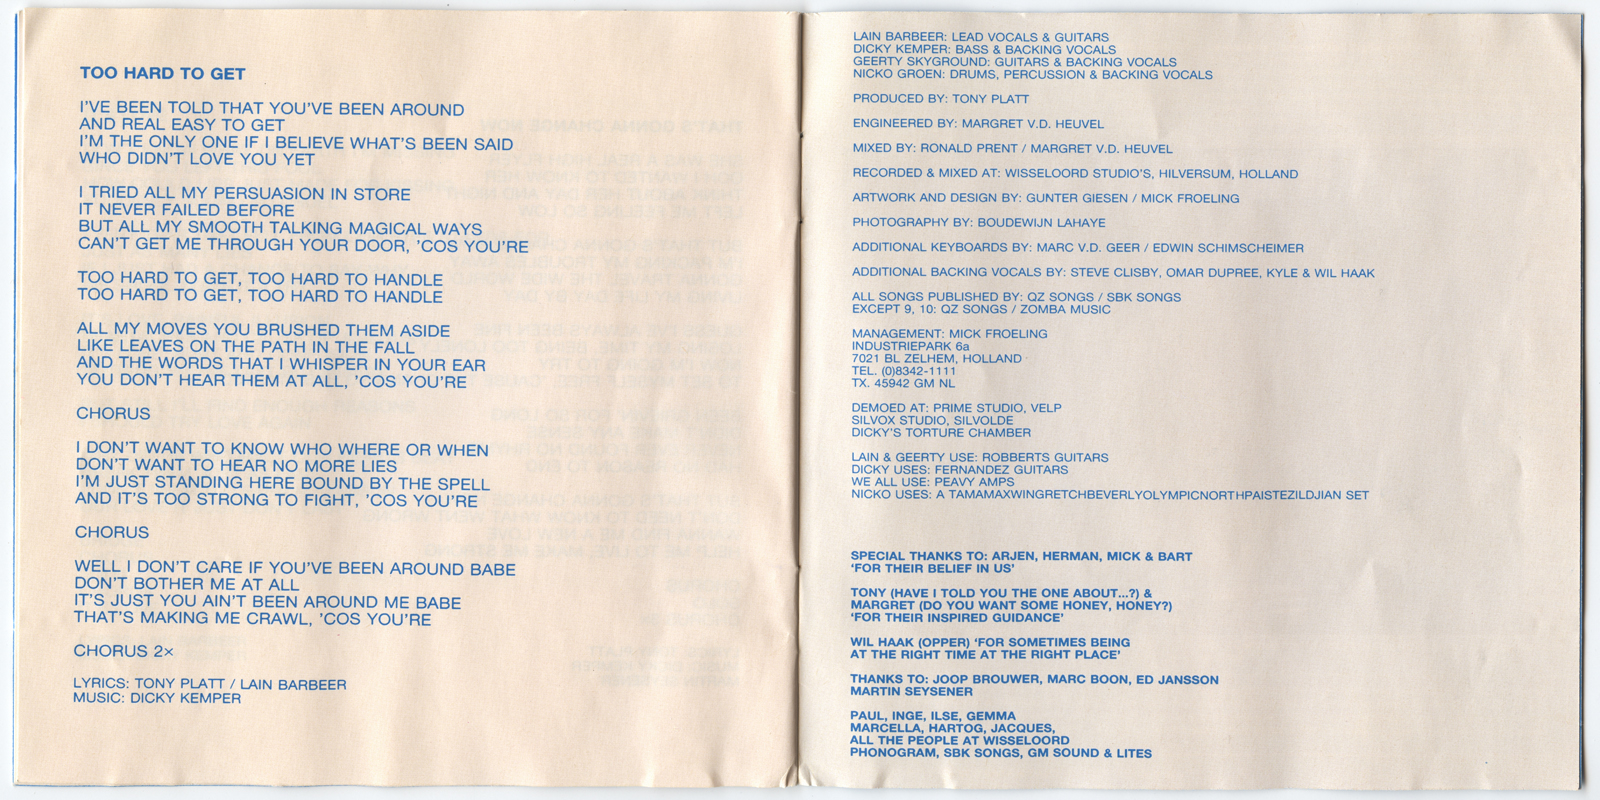 TOO HARD TO GET
I'VE BEEN TOLD THAT YOU'VE BEEN AROUND
AND REAL EASY TO GET
I'M THE ONLY ONE IF I BELIEVE WHAT'S BEEN SAID
WHO DIDN'T LOVE YOU YET
I TRIED ALL MY PERSUASION IN STORE
IT NEVER FAILED BEFORE
BUT ALL MY SMOOTH TALKING MAGICAL WAYS
CAN'T GET ME THROUGH YOUR DOOR, 'COS YOU'RE
TOO HARD TO GET, TOO HARD TO HANDLE
TOO HARD TO GET, TOO HARD TO HANDLE
ALL MY MOVES YOU BRUSHED THEM ASIDE
LIKE LEAVES ON THE PATH IN THE FALL
AND THE WORDS THAT I WHISPER IN YOUR EAR
YOU DON'T HEAR THEM AT ALL, 'COS YOU'RE
CHORUS
I DON'T WANT TO KNOW WHO WHERE OR WHEN
DON'T WANT TO HEAR NO MORE LIES
I'M JUST STANDING HERE BOUND BY THE SPELL
AND IT'S TOO STRONG TO FIGHT, 'COS YOU'RE
CHORUS
WELL I DON'T CARE IF YOU'VE BEEN AROUND BABE
DON'T BOTHER ME AT ALL
IT'S JUST YOU AIN'T BEEN AROUND ME BABE
THAT'S MAKING ME CRAWL, 'COS YOU'RE
CHORUS 2×
LYRICS: TONY PLATT / LAIN BARBEER
MUSIC: DICKY KEMPER
LAIN BARBEER: LEAD VOCALS & GUITARS
DICKY KEMPER: BASS & BACKING VOCALS
GEERTY SKYGROUND: GUITARS & BACKING VOCALS
NICKO GROEN: DRUMS, PERCUSSION & BACKING VOCALS
PRODUCED BY: TONY PLATT
ENGINEERED BY: MARGRET V.D. HEUVEL
MIXED BY: RONALD PRENT / MARGRET V.D. HEUVEL
RECORDED & MIXED AT: WISSELOORD STUDIO'S, HILVERSUM, HOLLAND
ARTWORK AND DESIGN BY: GUNTER GIESEN / MICK FROELING
PHOTOGRAPHY BY: BOUDEWIJN LAHAYE
ADDITIONAL KEYBOARDS BY: MARC V.D. GEER / EDWIN SCHIMSCHEIMER
ADDITIONAL BACKING VOCALS BY: STEVE CLISBY, OMAR DUPREE, KYLE & WIL HAAK
ALL SONGS PUBLISHED BY: QZ SONGS / SBK SONGS
EXCEPT 9, 10: QZ SONGS / ZOMBA MUSIC
MANAGEMENT: MICK FROELING
INDUSTRIEPARK 6a
7021 BL ZELHEM, HOLLAND
TEL. (0)8342-1111
TX. 45942 GM NL
DEMOED AT: PRIME STUDIO, VELP
SILVOX STUDIO, SILVOLDE
DICKY'S TORTURE CHAMBER
LAIN & GEERTY USE: ROBBERTS GUITARS
DICKY USES: FERNANDEZ GUITARS
WE ALL USE: PEAVY AMPS
NICKO USES: A TAMAMAXWINGRETCHBEVERLYOLYMPICNORTHPAISTEZILDJIAN SET
SPECIAL THANKS TO: ARJEN, HERMAN, MICK & BART
'FOR THEIR BELIEF IN US'
TONY (HAVE I TOLD YOU THE ONE ABOUT...?) &
MARGRET (DO YOU WANT SOME HONEY, HONEY?)
'FOR THEIR INSPIRED GUIDANCE'
WIL HAAK (OPPER) 'FOR SOMETIMES BEING
AT THE RIGHT TIME AT THE RIGHT PLACE'
THANKS TO: JOOP BROUWER, MARC BOON, ED JANSSON
MARTIN SEYSENER
PAUL, INGE, ILSE, GEMMA
MARCELLA, HARTOG, JACQUES,
ALL THE PEOPLE AT WISSELOORD
PHONOGRAM, SBK SONGS, GM SOUND & LITES